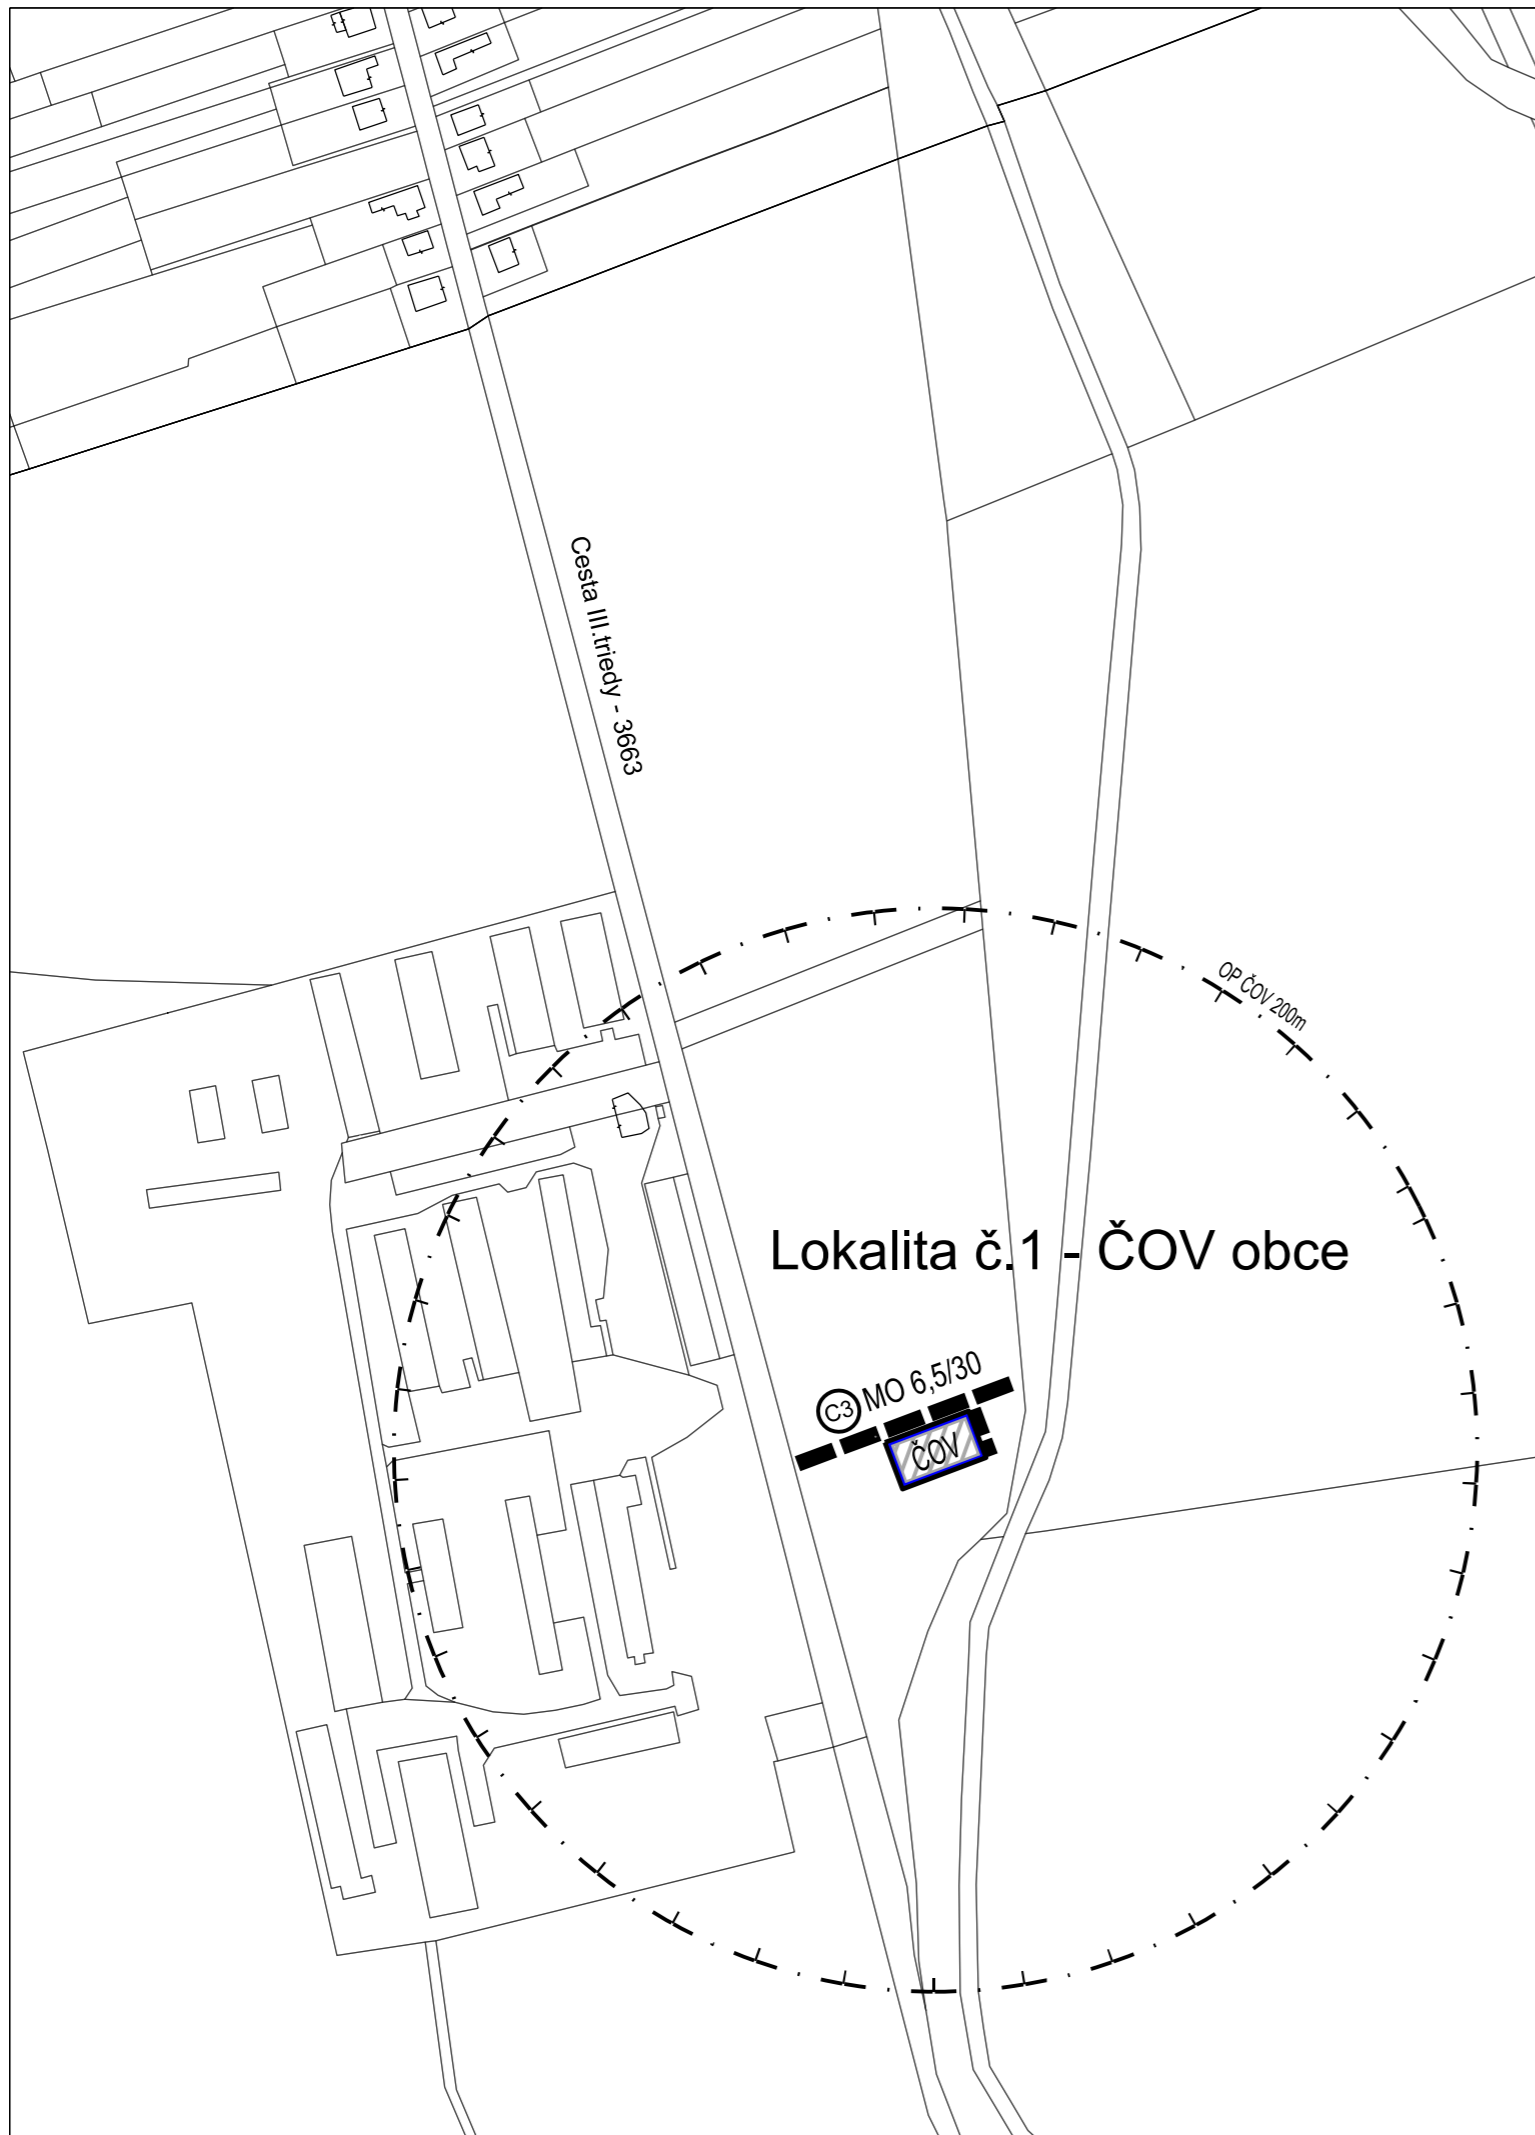 Cesta III.triedy - 3663
OP ČOV 200m
Lokalita č.1 - ČOV obce
C3 MO 6,5/30
ČOV